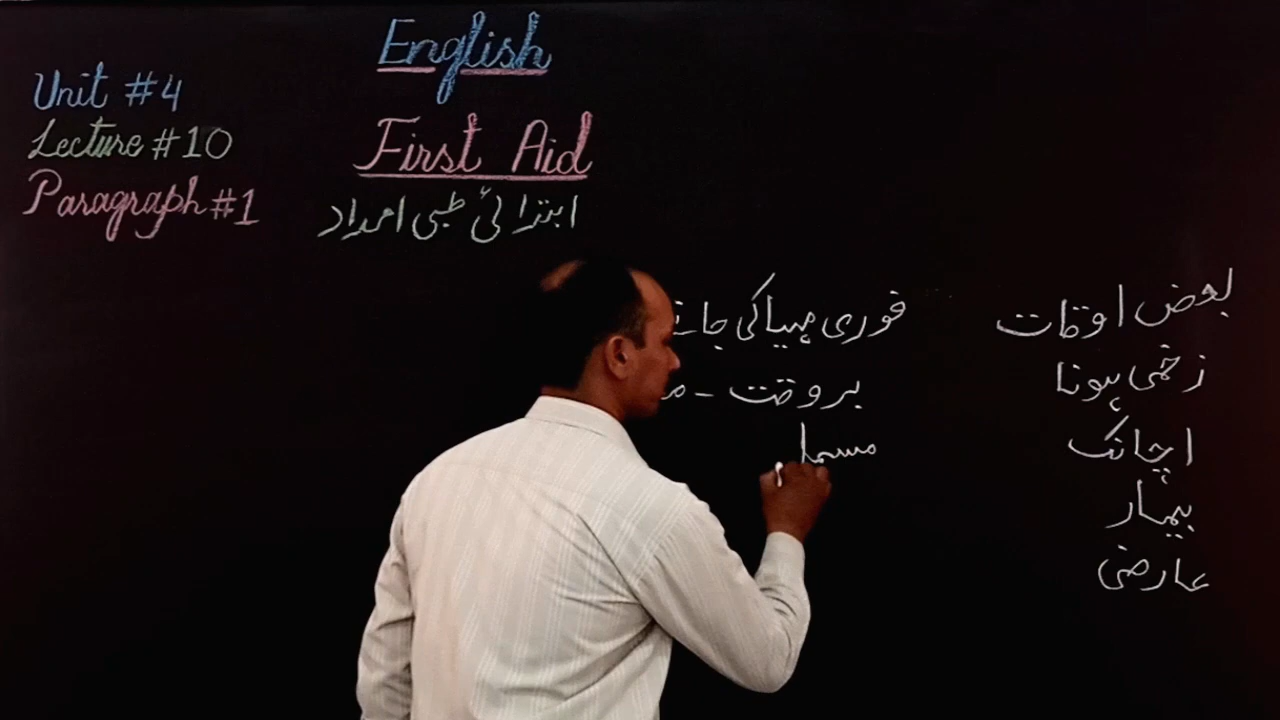 English
Unit #4
Lecture #10
Paragraph #1
First Aid
ابتدائی طبی امداد
بعض اوقات
زخمی ہونا
اچانک
بیمار
عارضی
فوری مہیا کی
بروقت -